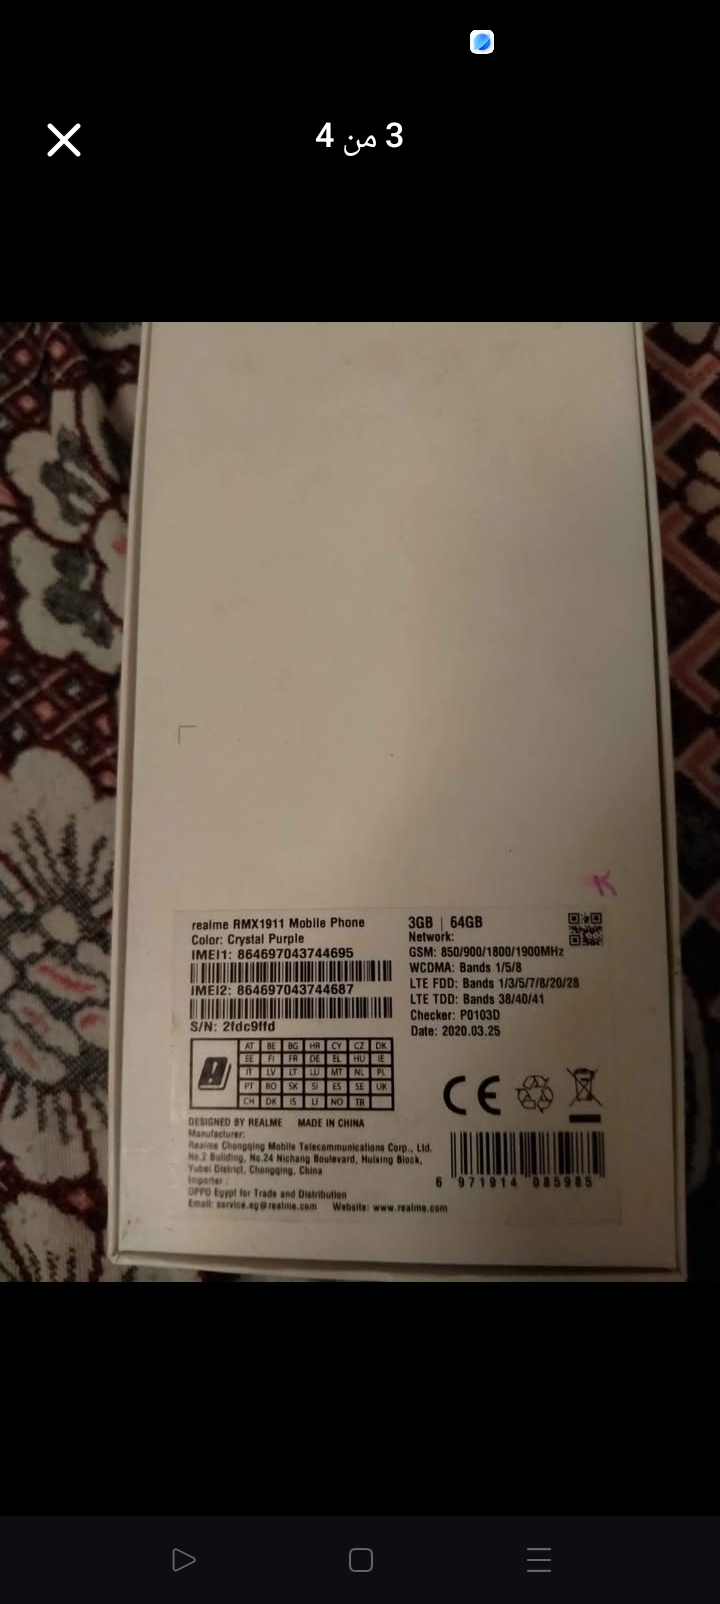 3 من 4
realme RMX1911 Mobile Phone
Color: Crystal Purple
IMEI1: 864697043744695
IMEI2: 864697043744687
S/N: 2fdc9ffd
AT BE BG HR CY CZ DK
EE FI FR DE EL HU IE
IT LV LT LU MT NL PL
PT RO SK SI ES SE UK
CH DK IS LI NO TR
3GB | 64GB
Network:
GSM: 850/900/1800/1900MHz
WCDMA: Bands 1/5/8
LTE FDD: Bands 1/3/5/7/8/20/28
LTE TDD: Bands 38/40/41
Checker: P0103D
Date: 2020.03.25
K
CE
DESIGNED BY REALME MADE IN CHINA
Manufacturer:
Realme Chongqing Mobile Telecommunications Corp., Ltd.
No.2 Building, No.24 Nichang Boulevard, Huixing Block,
Yubei District, Chongqing, China
Importer :
OPPO Egypt for Trade and Distribution
Email: service.eg@realme.com Website: www.realme.com
6 971914 085985